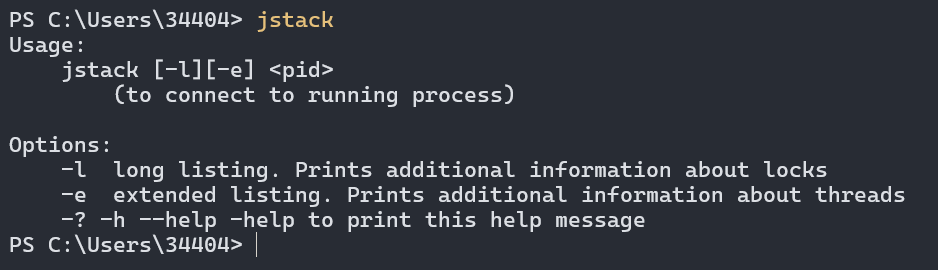 PS C:\Users\34404> jstack
Usage:
    jstack [-l][-e] <pid>
        (to connect to running process)

Options:
    -l  long listing. Prints additional information about locks
    -e  extended listing. Prints additional information about threads
    -? -h --help -help to print this help message
PS C:\Users\34404>